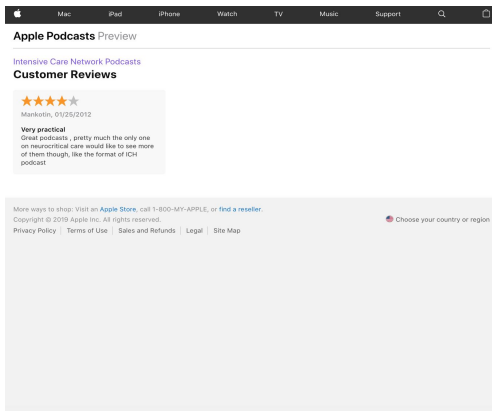 Mac iPad iPhone Watch TV Music Support
Apple Podcasts Preview
Intensive Care Network Podcasts
Customer Reviews
Mankotin, 01/25/2012
Very practical
Great podcasts , pretty much the only one
on neurocritical care would like to see more
of them though, like the format of ICH
podcast
More ways to shop: Visit an Apple Store, call 1-800-MY-APPLE, or find a reseller.
Copyright © 2019 Apple Inc. All rights reserved.
Choose your country or region
Privacy Policy | Terms of Use | Sales and Refunds | Legal | Site Map